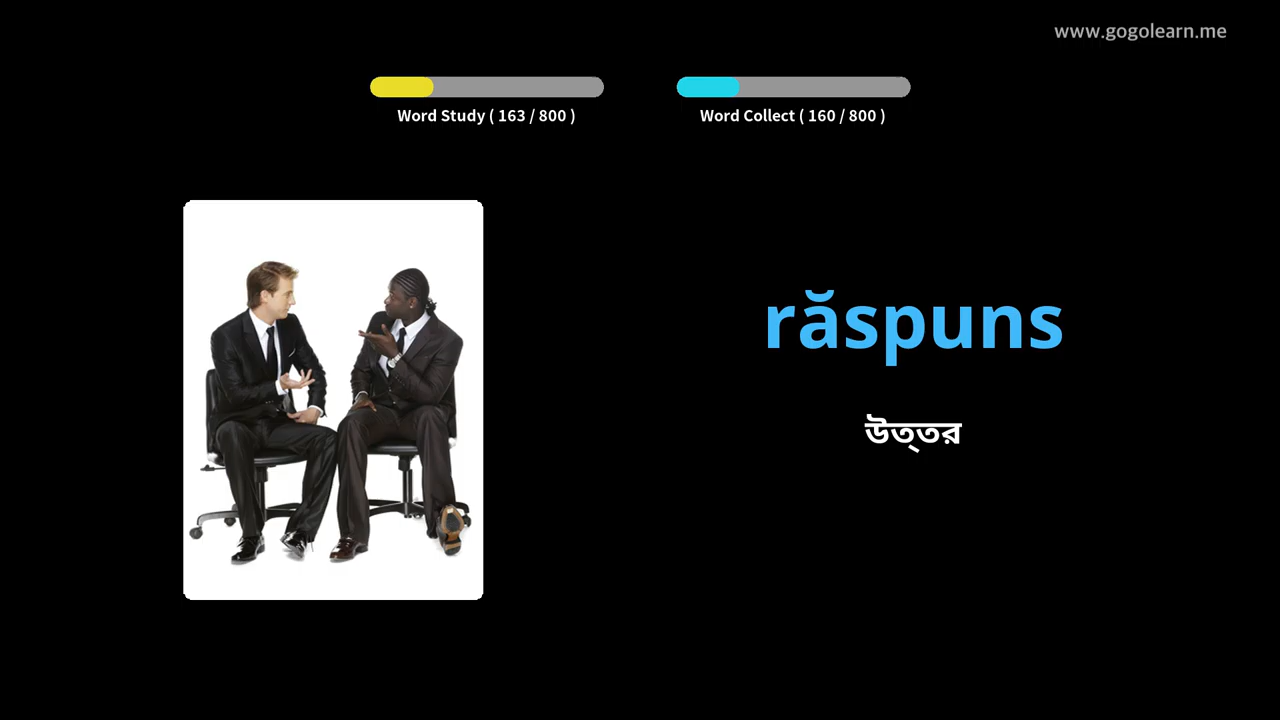 www.gogolearn.me
Word Study ( 163 / 800 )
Word Collect ( 160 / 800 )
răspuns
উত্তর